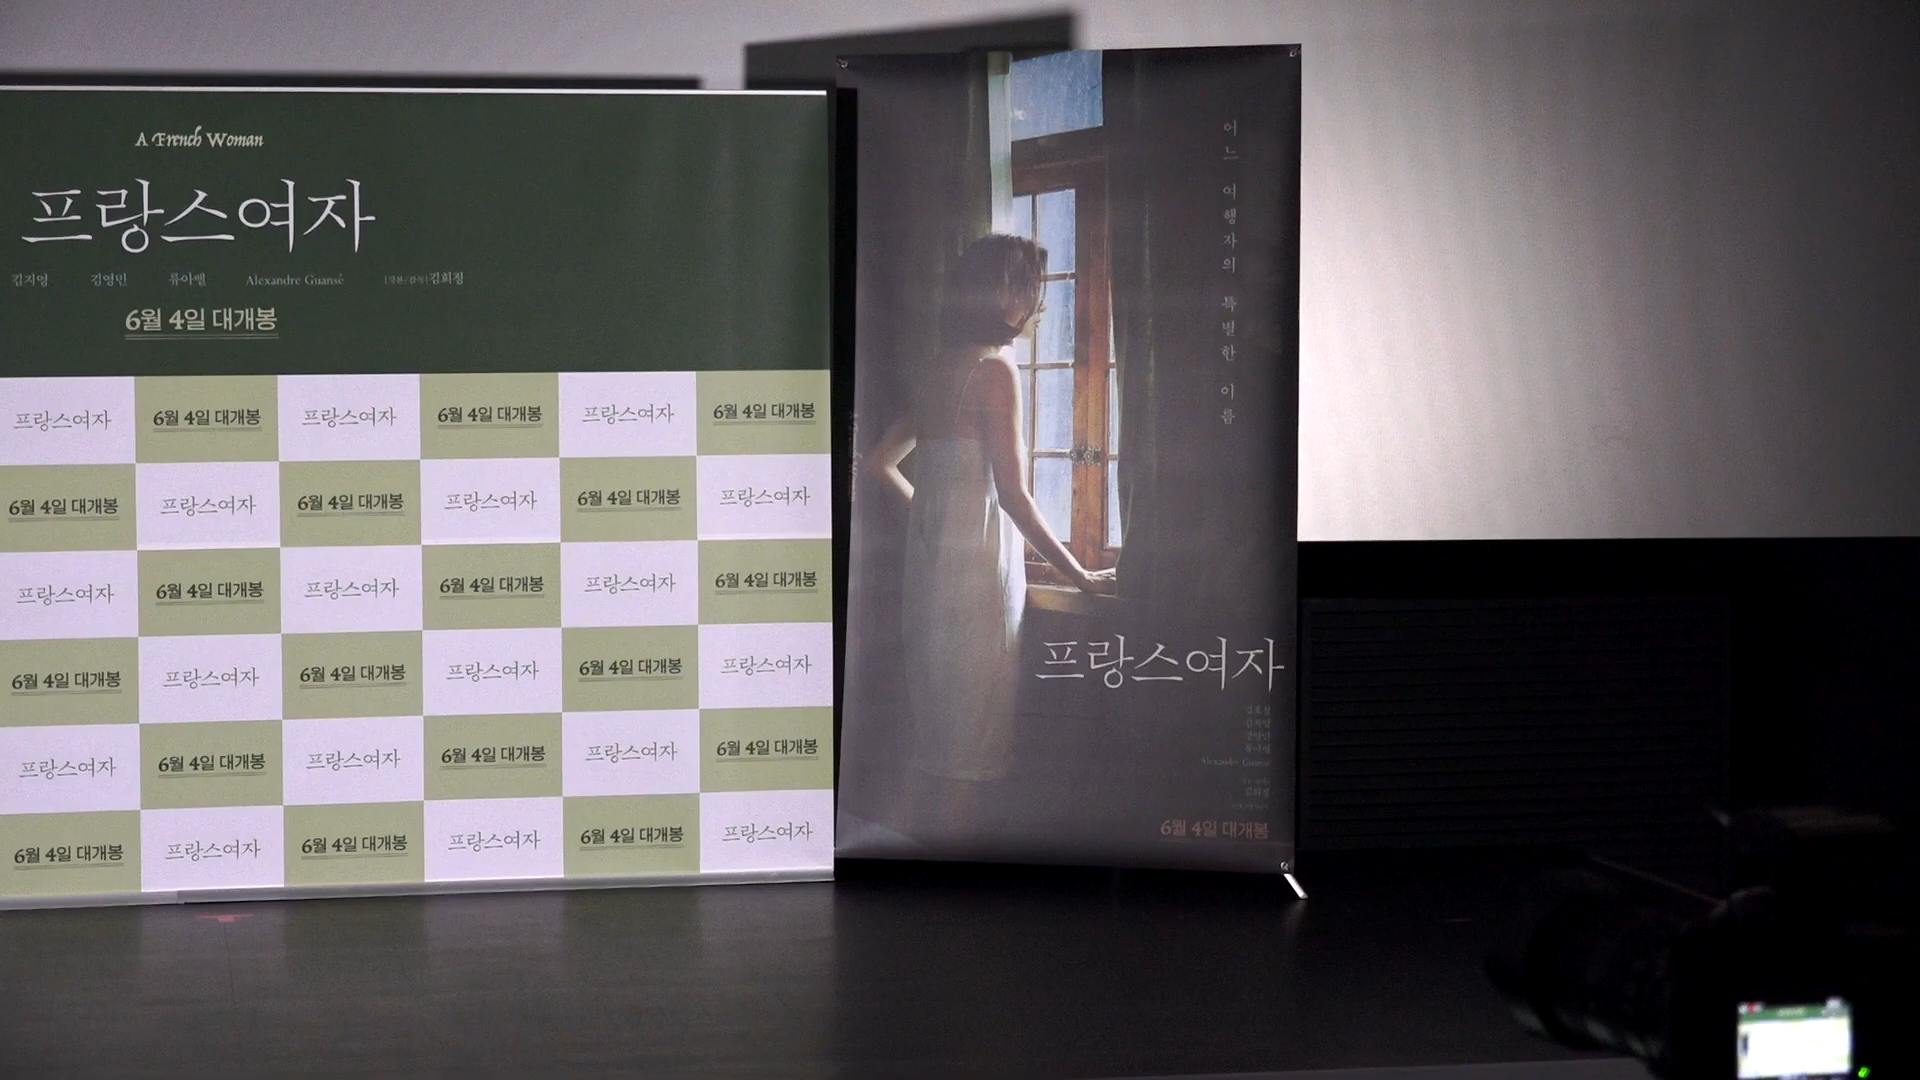 A French Woman
프랑스여자
김지영 김영민 류아벨 Alexandre Guansé 김희정
6월 4일 대개봉
프랑스여자 6월 4일 대개봉 프랑스여자 6월 4일 대개봉 프랑스여자 6월 4일 대개봉
6월 4일 대개봉 프랑스여자 6월 4일 대개봉 프랑스여자 6월 4일 대개봉 프랑스여자
프랑스여자 6월 4일 대개봉 프랑스여자 6월 4일 대개봉 프랑스여자 6월 4일 대개봉
6월 4일 대개봉 프랑스여자 6월 4일 대개봉 프랑스여자 6월 4일 대개봉 프랑스여자
프랑스여자 6월 4일 대개봉 프랑스여자 6월 4일 대개봉 프랑스여자 6월 4일 대개봉
6월 4일 대개봉 프랑스여자 6월 4일 대개봉 프랑스여자 6월 4일 대개봉 프랑스여자
어느 여행자의 특별한 이름
프랑스여자
Alexandre Guansé
6월 4일 대개봉